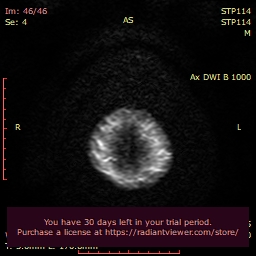 Im: 46/46
Se: 4
AS
STP114
STP114
M
Ax DWI B 1000
R
L
You have 30 days left in your trial period.
Purchase a license at https://radiantviewer.com/store/